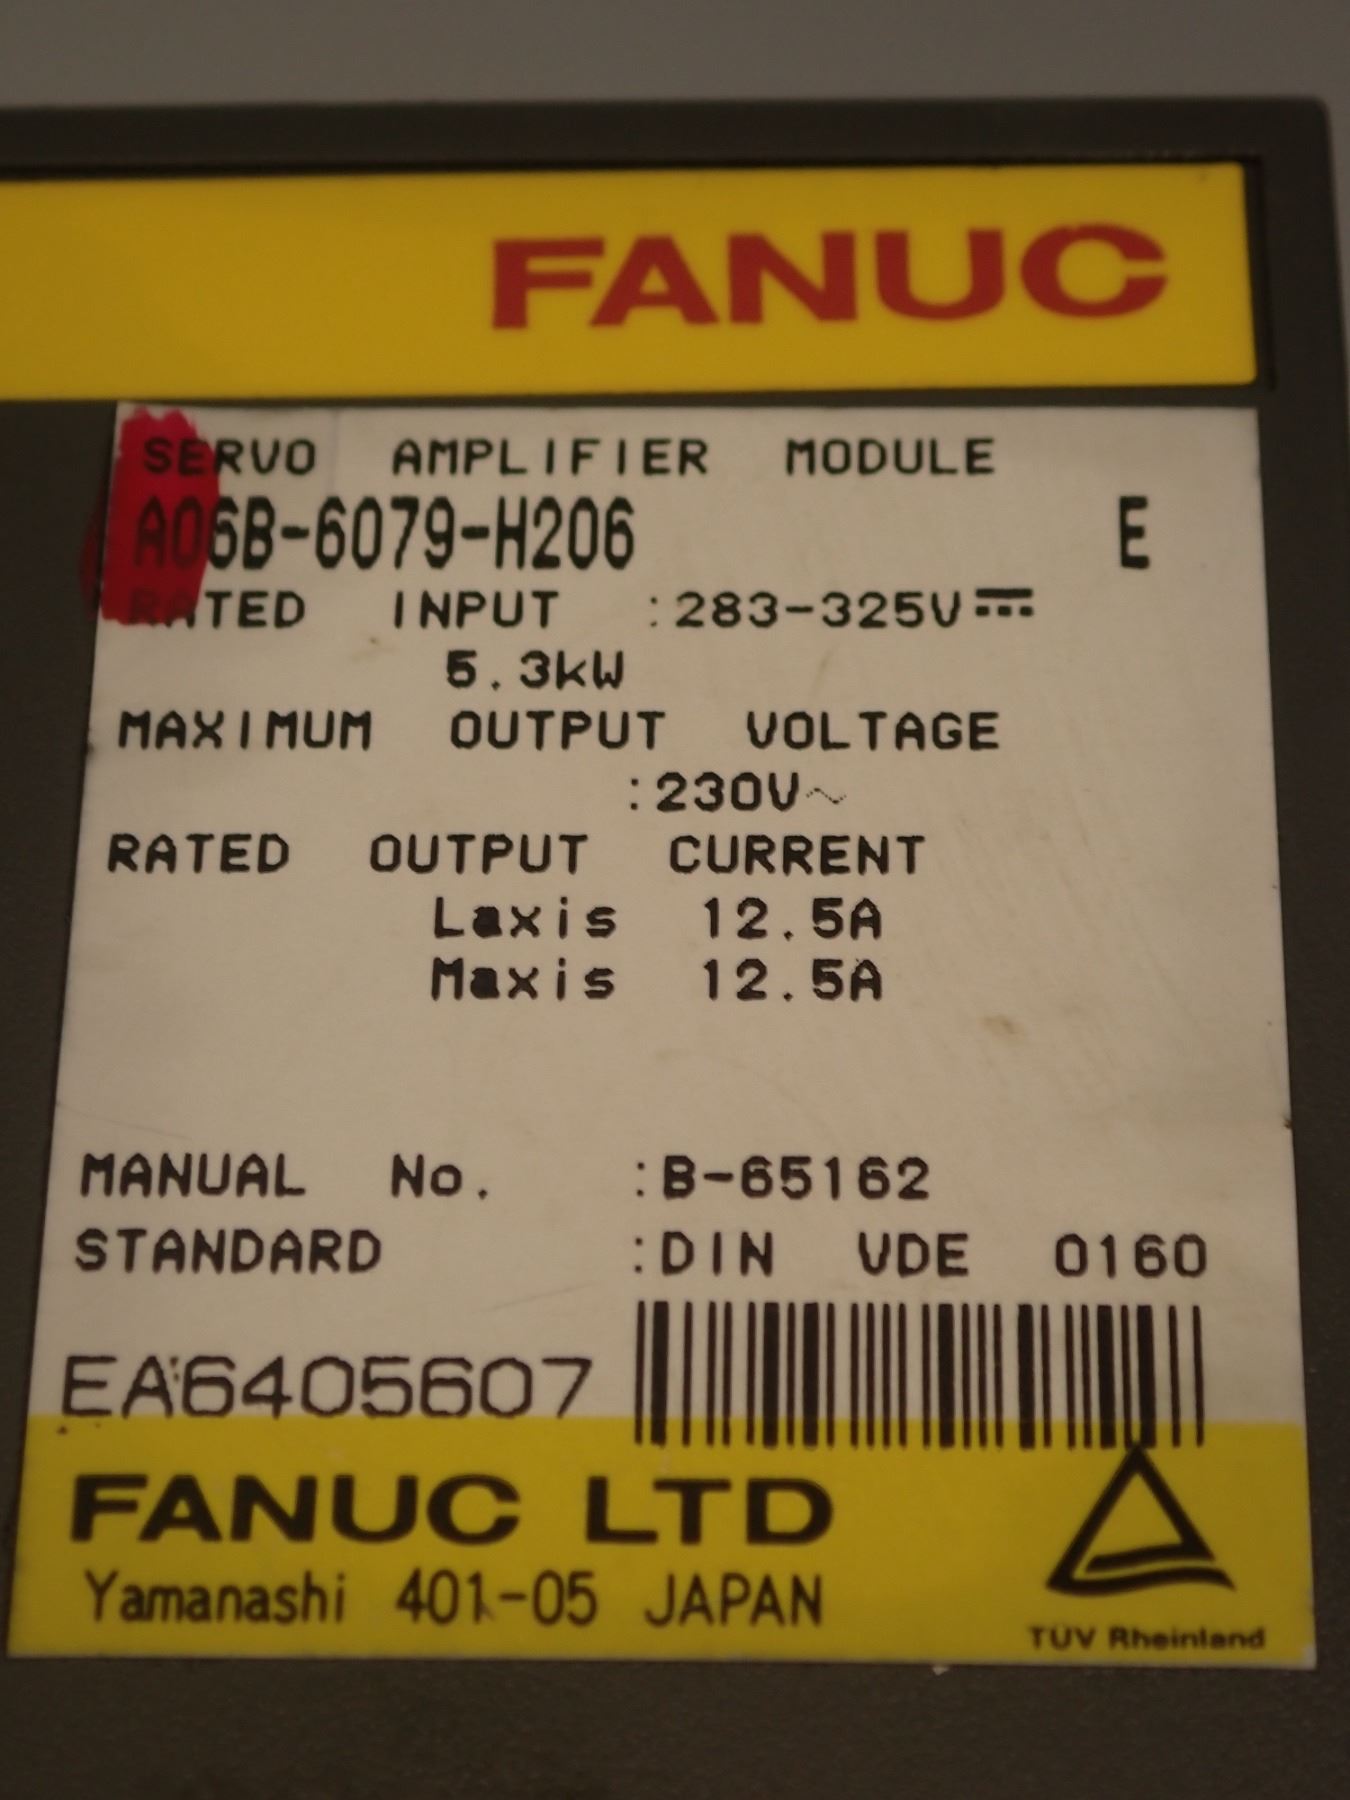 FANUC
SERVO AMPLIFIER MODULE
A06B-6079-H206 E
RATED INPUT :283-325V⎓
5.3kW
MAXIMUM OUTPUT VOLTAGE
:230V~
RATED OUTPUT CURRENT
Laxis 12.5A
Maxis 12.5A
MANUAL No. :B-65162
STANDARD :DIN VDE 0160
EA6405607
FANUC LTD
Yamanashi 401-05 JAPAN
TÜV Rheinland